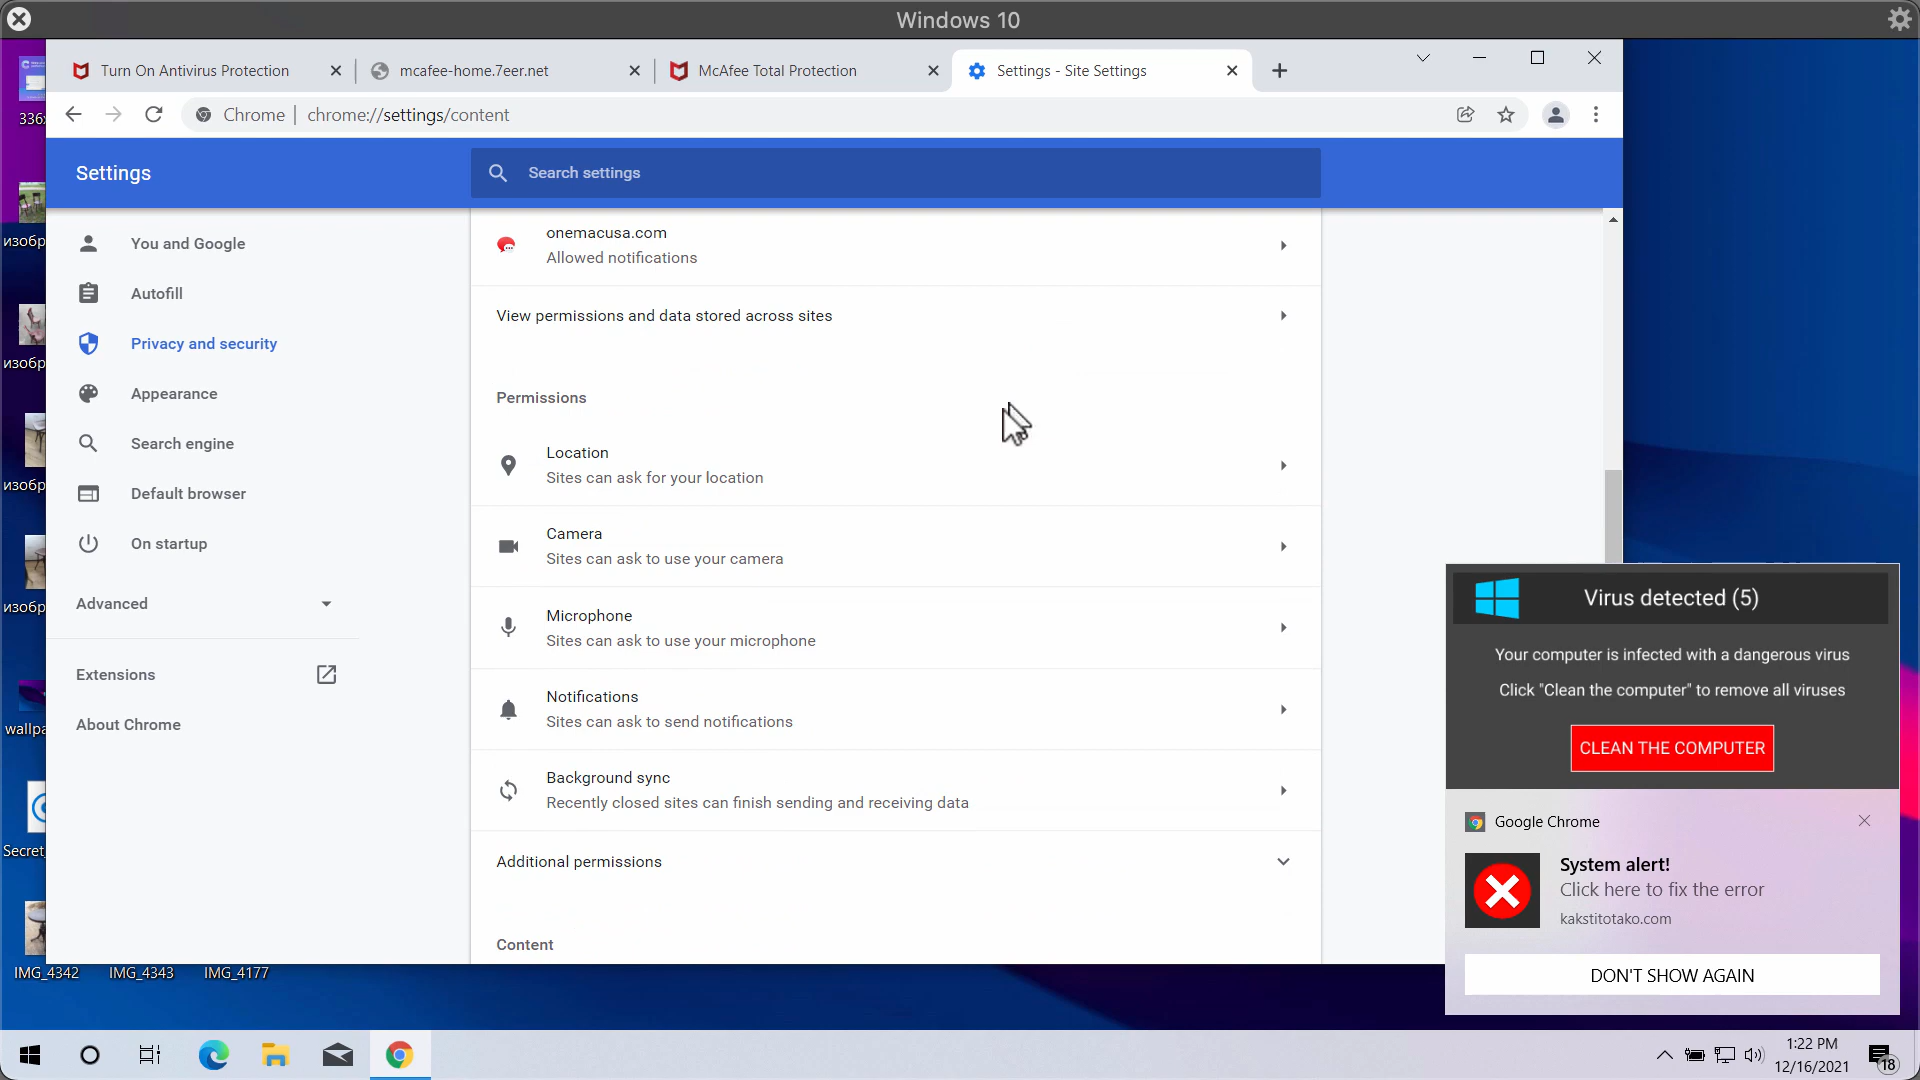 Windows 10
Turn On Antivirus Protection
mcafee-home.7eer.net
McAfee Total Protection
Settings - Site Settings
Chrome
chrome://settings/content
Settings
Search settings
You and Google
Autofill
Privacy and security
Appearance
Search engine
Default browser
On startup
Advanced
Extensions
About Chrome
onemacusa.com
Allowed notifications
View permissions and data stored across sites
Permissions
Location
Sites can ask for your location
Camera
Sites can ask to use your camera
Microphone
Sites can ask to use your microphone
Notifications
Sites can ask to send notifications
Background sync
Recently closed sites can finish sending and receiving data
Additional permissions
Content
336x
изобр
изобр
изобр
изобр
wallpa
Secret_
IMG_4342
IMG_4343
IMG_4177
Virus detected (5)
Your computer is infected with a dangerous virus
Click "Clean the computer" to remove all viruses
CLEAN THE COMPUTER
Google Chrome
System alert!
Click here to fix the error
kakstitotako.com
DON'T SHOW AGAIN
1:22 PM
12/16/2021
18